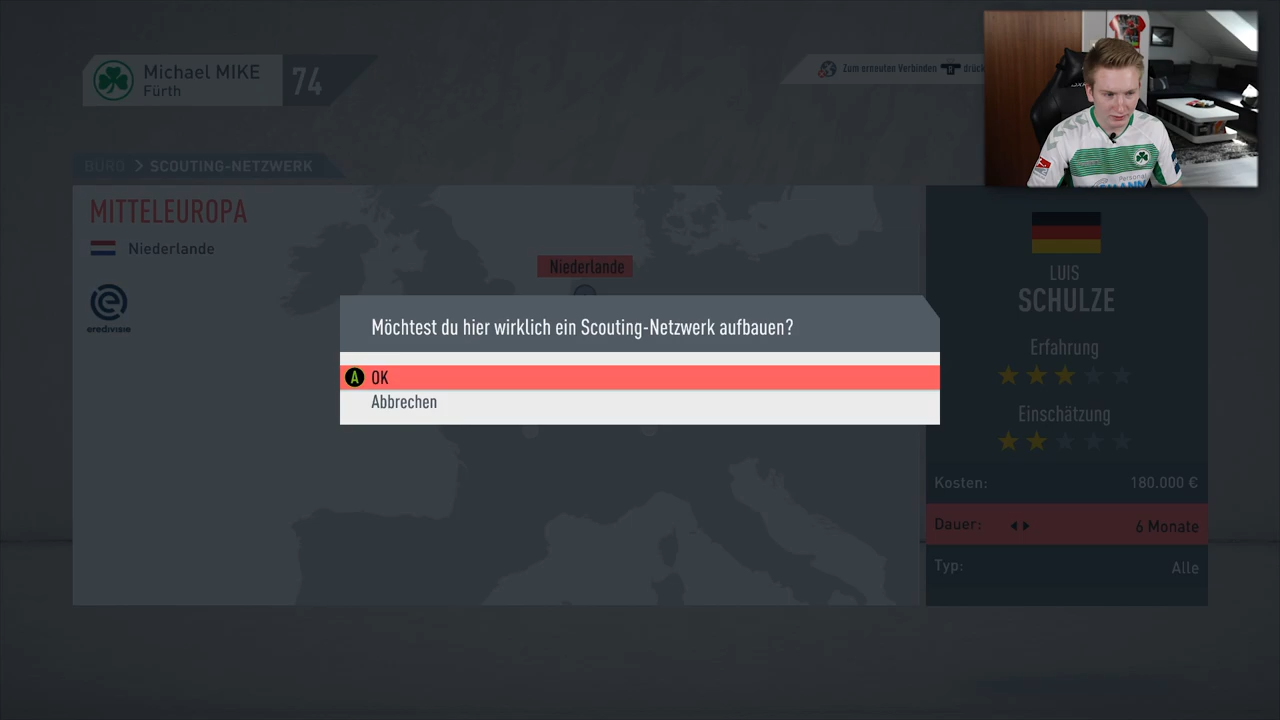 Michael MIKE
Fürth
74
Zum erneuten Verbinden
drück
BÜRO > SCOUTING-NETZWERK
MITTELEUROPA
Niederlande
eredivisie
Niederlande
Möchtest du hier wirklich ein Scouting-Netzwerk aufbauen?
A OK
Abbrechen
LUIS
SCHULZE
Erfahrung
Einschätzung
Kosten: 180.000 €
Dauer: 6 Monate
Typ: Alle